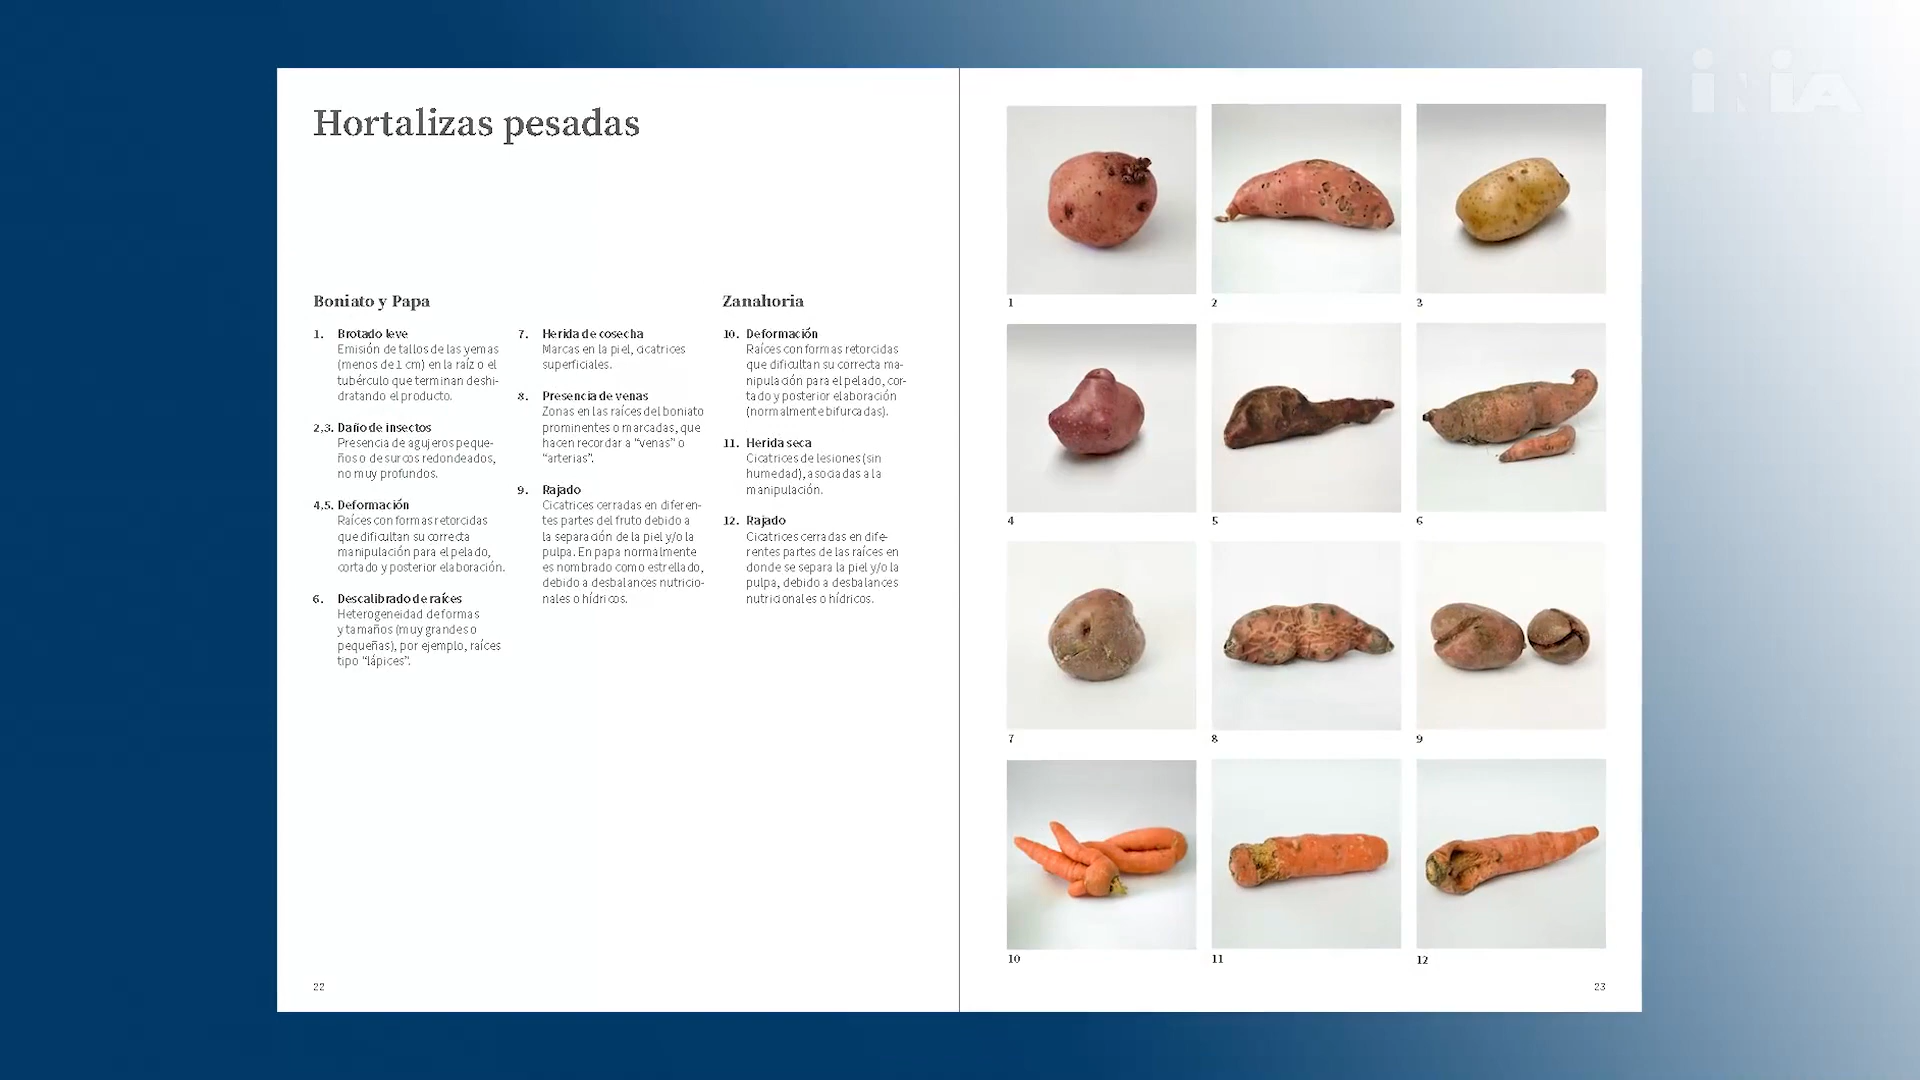 iNiA
Hortalizas pesadas
Boniato y Papa
1. Brotado leve
Emisión de tallos de las yemas
(menos de 1 cm) en la raíz o el
tubérculo que terminan deshi-
dratando el producto.
2,3. Daño de insectos
Presencia de agujeros peque-
ños o de surcos redondeados,
no muy profundos.
4,5. Deformación
Raíces con formas retorcidas
que dificultan su correcta
manipulación para el pelado,
cortado y posterior elaboración.
6. Descalibrado de raíces
Heterogeneidad de formas
y tamaños (muy grandes o
pequeñas), por ejemplo, raíces
tipo "lápices".
7. Herida de cosecha
Marcas en la piel, cicatrices
superficiales.
8. Presencia de venas
Zonas en las raíces del boniato
prominentes o marcadas, que
hacen recordar a "venas" o
"arterias".
9. Rajado
Cicatrices cerradas en diferen-
tes partes del fruto debido a
la separación de la piel y/o la
pulpa. En papa normalmente
es nombrado como estrellado,
debido a desbalances nutricio-
nales o hídricos.
Zanahoria
10. Deformación
Raíces con formas retorcidas
que dificultan su correcta ma-
nipulación para el pelado, cor-
tado y posterior elaboración
(normalmente bifurcadas).
11. Herida seca
Cicatrices de lesiones (sin
humedad), asociadas a la
manipulación.
12. Rajado
Cicatrices cerradas en dife-
rentes partes de las raíces en
donde se separa la piel y/o la
pulpa, debido a desbalances
nutricionales o hídricos.
22
1
2
3
4
5
6
7
8
9
10
11
12
23